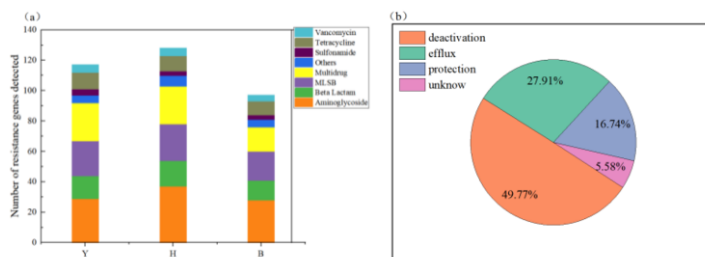 (a)
Number of resistance genes detected
140
120
100
80
60
40
20
0
Y H B
Vancomycin
Tetracycline
Sulfonamide
Others
Multidrug
MLSB
Beta Lactam
Aminoglycoside
(b)
deactivation
efflux
protection
unknow
27.91%
16.74%
5.58%
49.77%